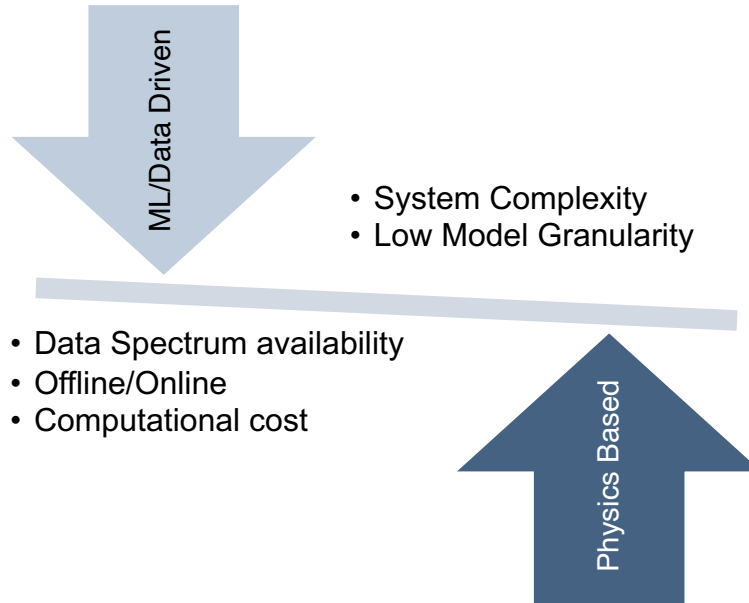 ML/Data Driven
• System Complexity
• Low Model Granularity
• Data Spectrum availability
• Offline/Online
• Computational cost
Physics Based